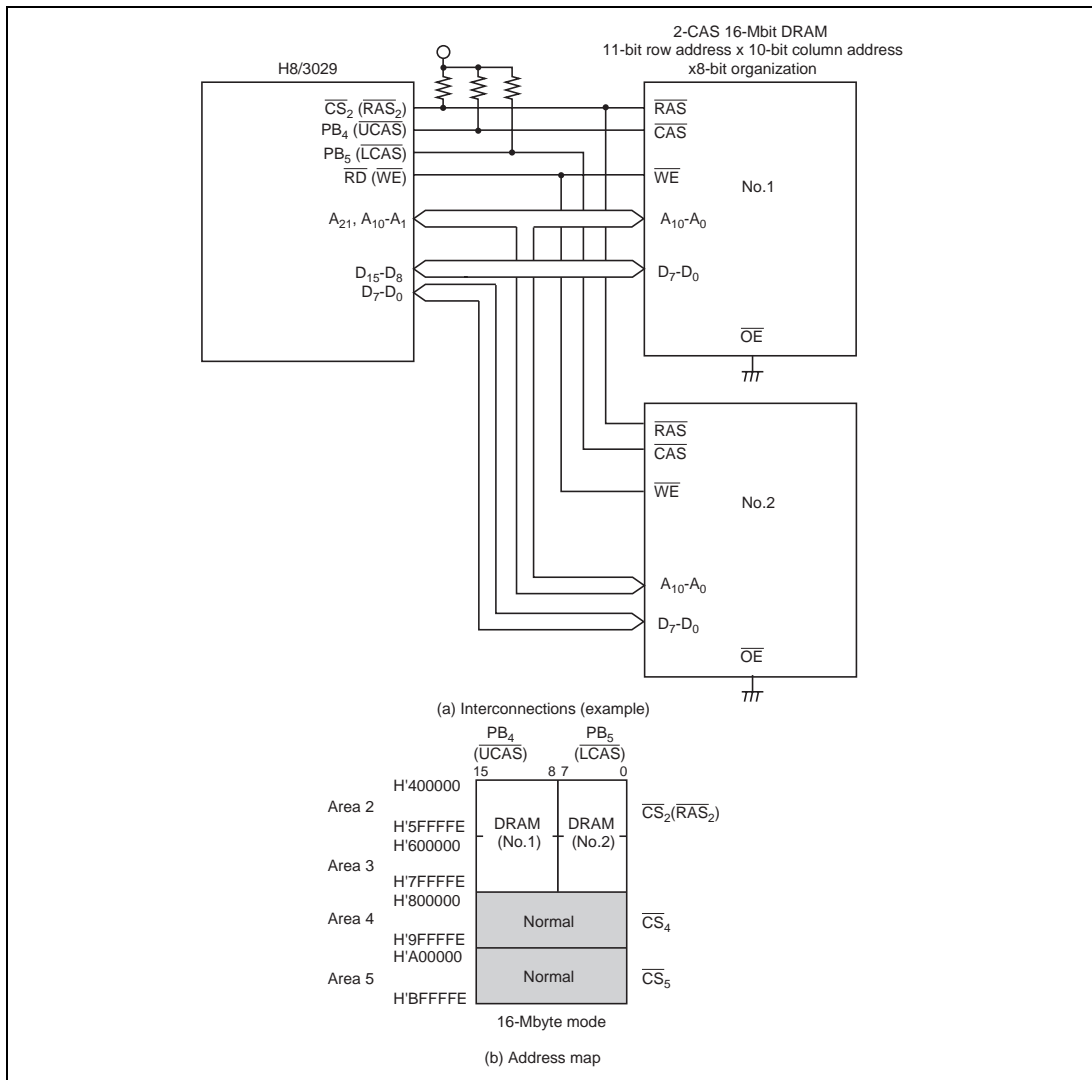 2-CAS 16-Mbit DRAM
11-bit row address x 10-bit column address
x8-bit organization
H8/3029
CS2 (RAS2)
PB4 (UCAS)
PB5 (LCAS)
RD (WE)
A21, A10-A1
D15-D8
D7-D0
RAS
CAS
WE
No.1
A10-A0
D7-D0
OE
RAS
CAS
WE
No.2
A10-A0
D7-D0
OE
(a) Interconnections (example)
PB4 (UCAS)
PB5 (LCAS)
15 8 7 0
Area 2
H'400000
H'5FFFFE
Area 3
H'600000
H'7FFFFE
Area 4
H'800000
H'9FFFFE
Area 5
H'A00000
H'BFFFFE
DRAM (No.1)
DRAM (No.2)
CS2(RAS2)
Normal
CS4
Normal
CS5
16-Mbyte mode
(b) Address map